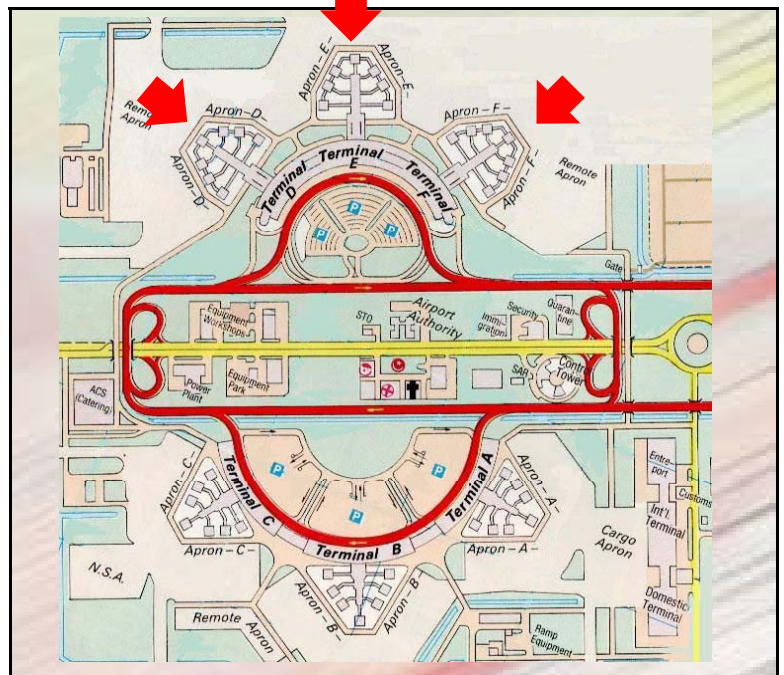 Apron–E–
Apron–E–
Remote
Apron
Apron–D–
Apron–F–
Apron–D–
Apron–F–
Remote
Apron
Terminal
D
Terminal
E
Terminal
F
P
P
P
Gate
Equipment
Workshops
STO
Airport
Authority
Immi-
gration
Security
Quaran-
tine
Power
Plant
Equipment
Park
SAR
Control
Tower
ACS
(Catering)
P
P
P
Apron–C–
Apron–C–
Terminal C
Terminal B
Terminal A
Apron–A–
Apron–A–
Apron–B–
Apron–B–
N.S.A.
Remote
Apron
Cargo
Apron
Entre-
port
Customs
Int'l.
Terminal
Domestic
Terminal
Ramp
Equipment